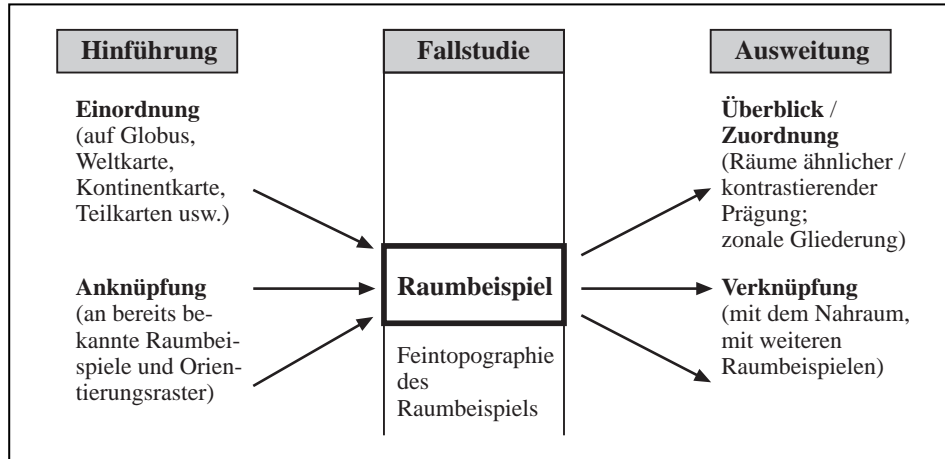 Hinführung
Einordnung
(auf Globus,
Weltkarte,
Kontinentkarte,
Teilkarten usw.)
Anknüpfung
(an bereits be-
kannte Raumbei-
spiele und Orien-
tierungsraster)
Fallstudie
Raumbeispiel
Feintopographie
des
Raumbeispiels
Ausweitung
Überblick /
Zuordnung
(Räume ähnlicher /
kontrastierender
Prägung;
zonale Gliederung)
Verknüpfung
(mit dem Nahraum,
mit weiteren
Raumbeispielen)